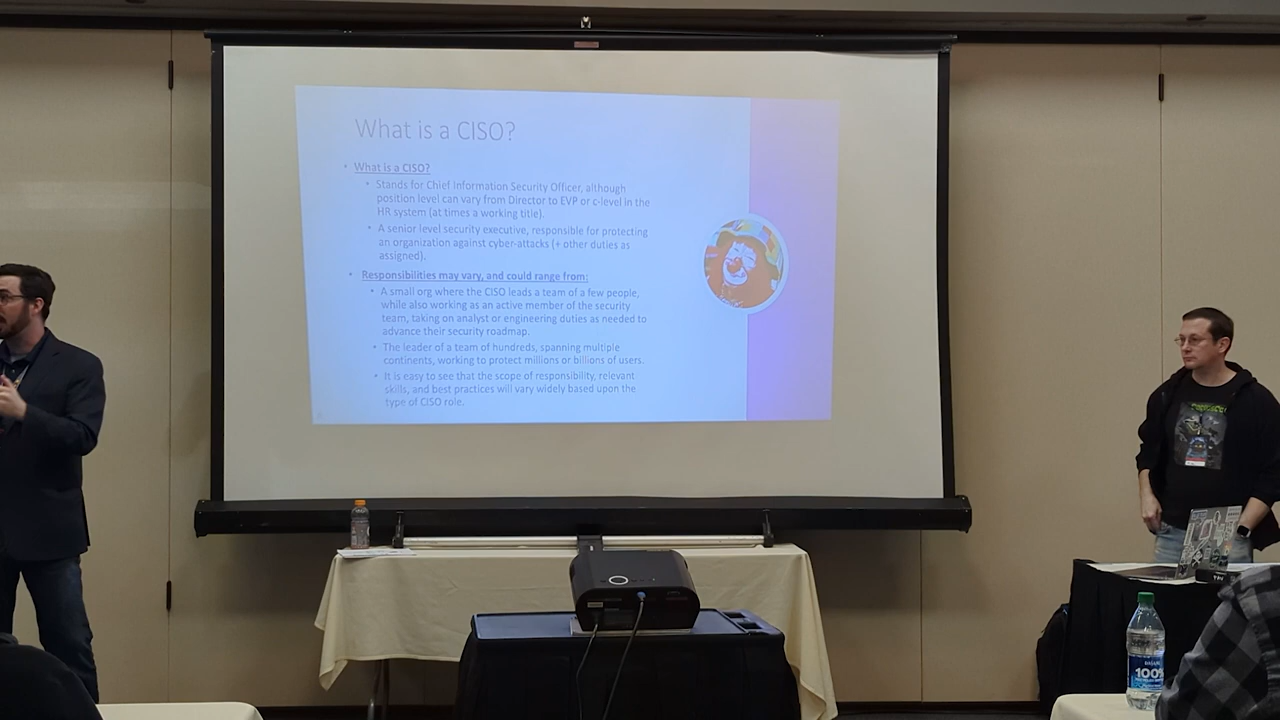 What is a CISO?
• What is a CISO?
• Stands for Chief Information Security Officer, although
position level can vary from Director to EVP or c-level in the
HR system (at times a working title).
• A senior level security executive, responsible for protecting
an organization against cyber-attacks (+ other duties as
assigned).
• Responsibilities may vary, and could range from:
• A small org where the CISO leads a team of a few people,
while also working as an active member of the security
team, taking on analyst or engineering duties as needed to
advance their security roadmap.
• The leader of a team of hundreds, spanning multiple
continents, working to protect millions or billions of users.
• It is easy to see that the scope of responsibility, relevant
skills, and best practices will vary widely based upon the
type of CISO role.
100%